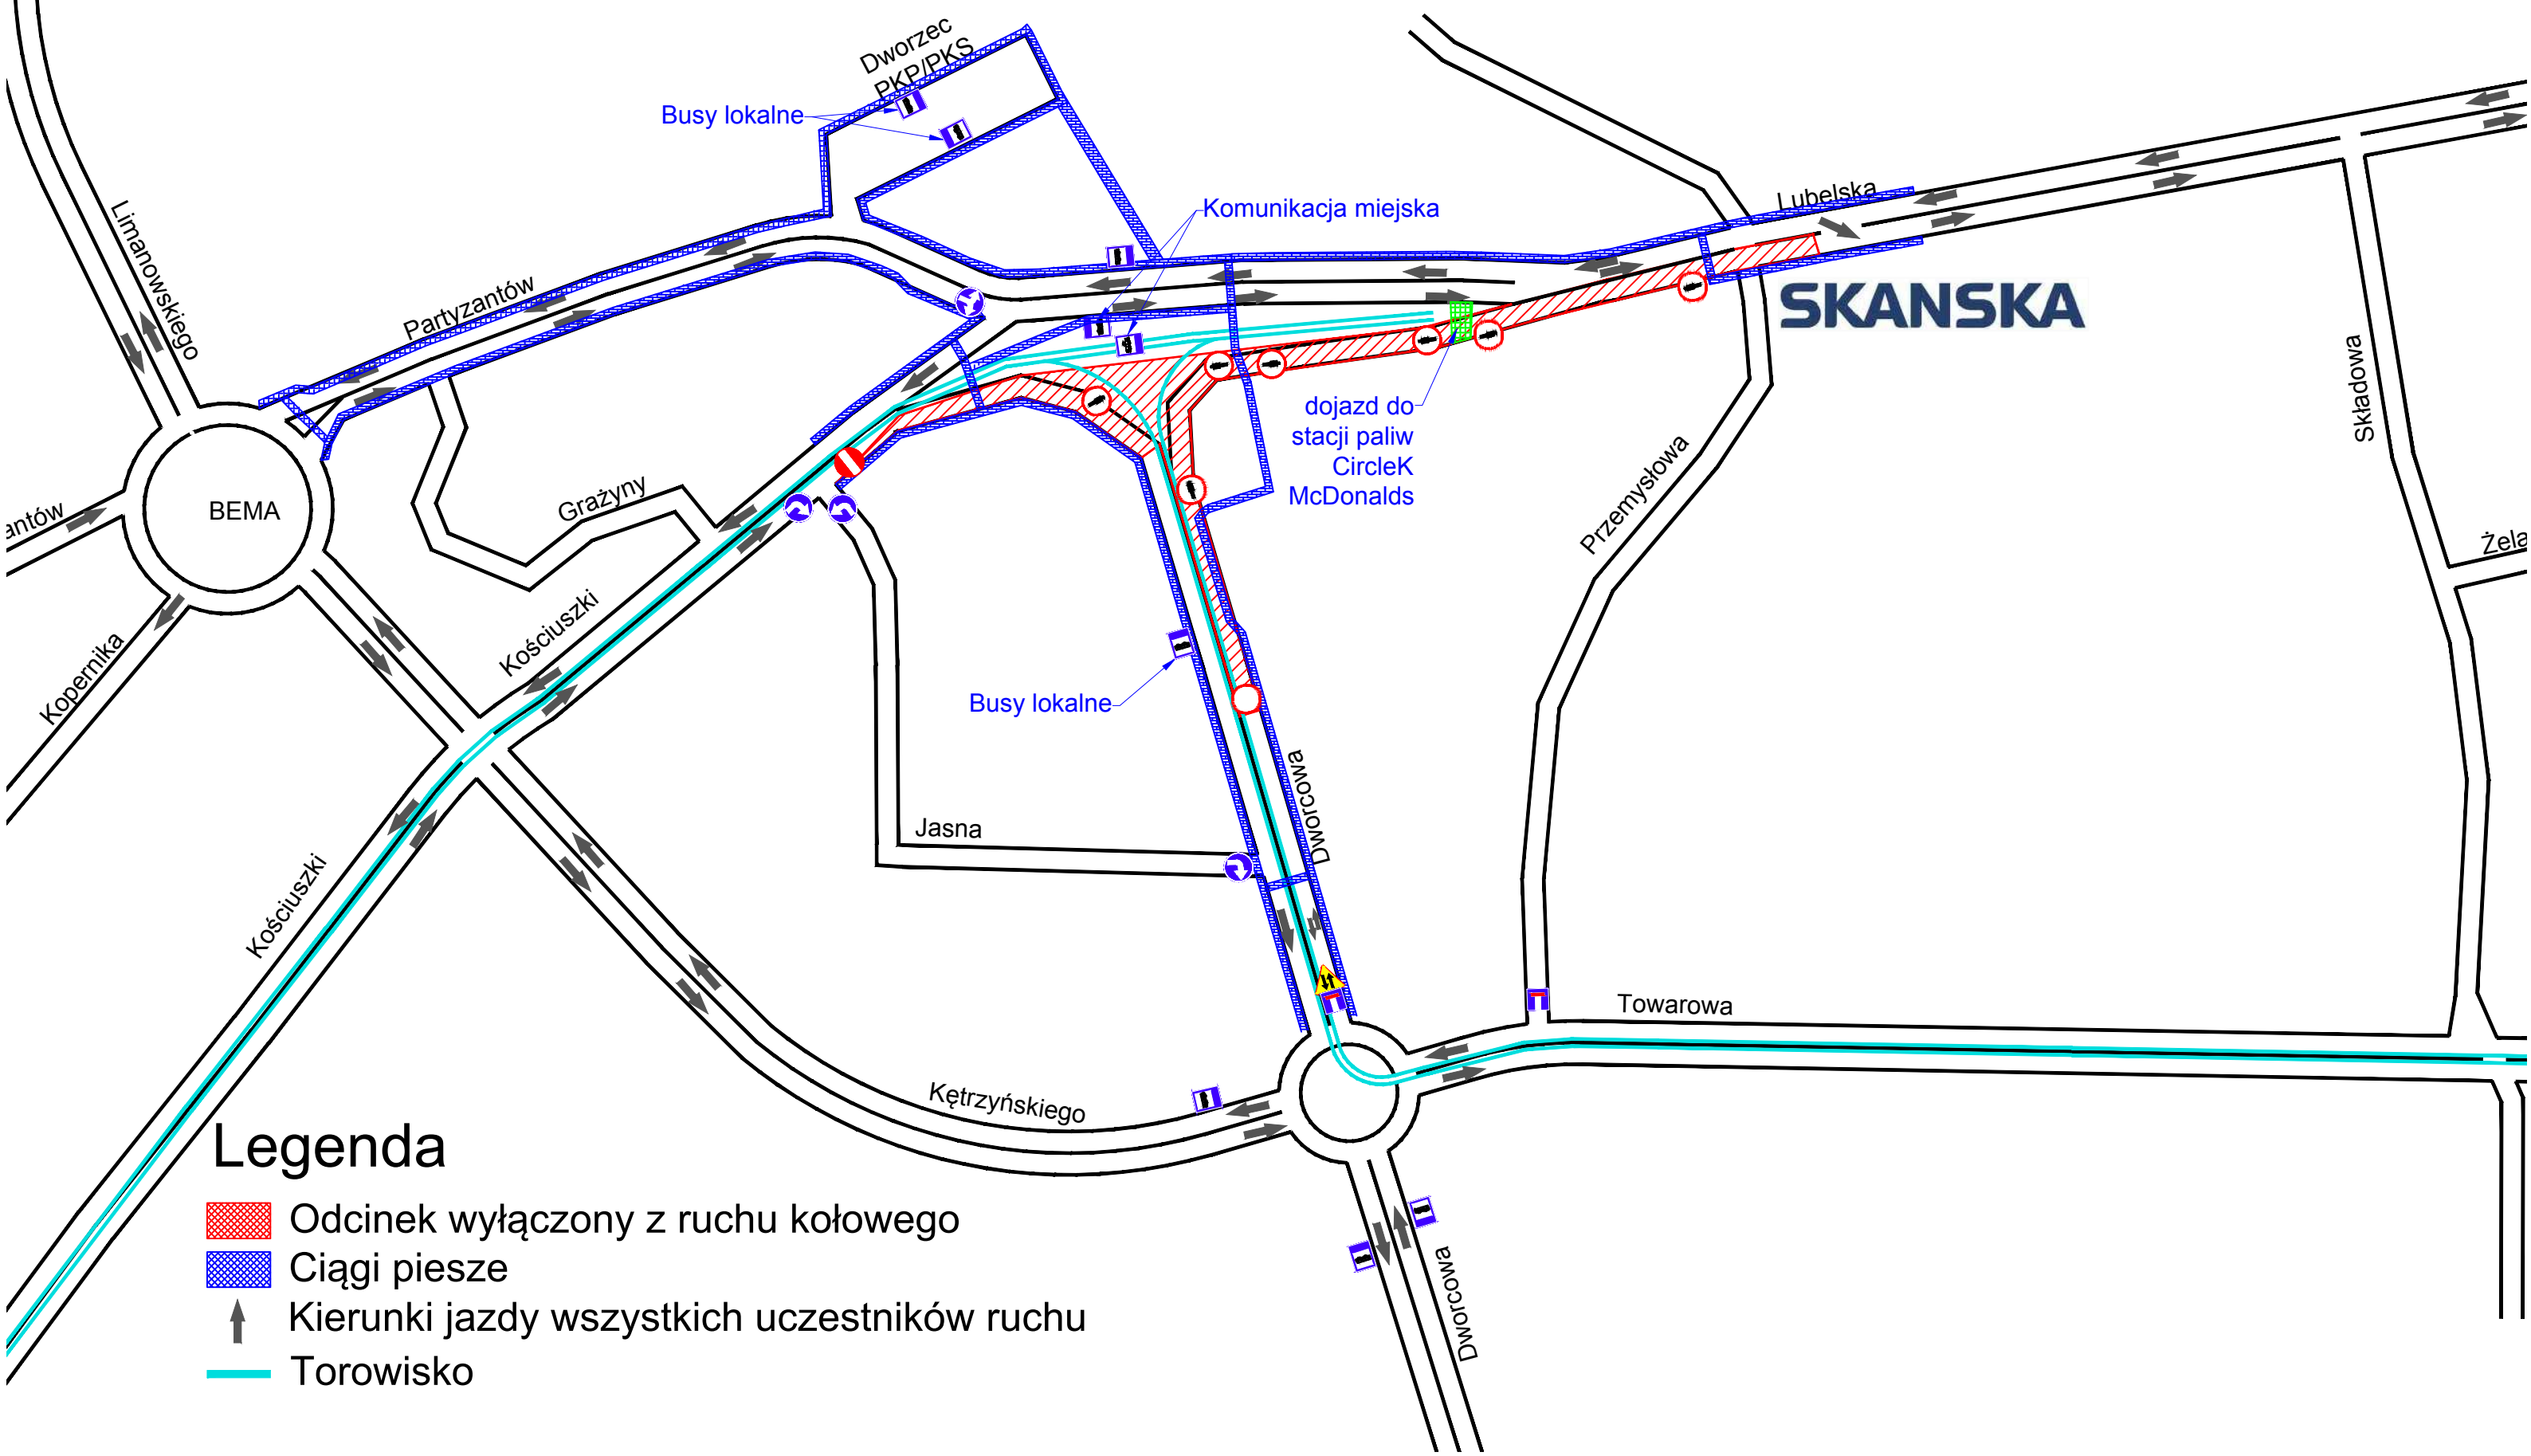 Dworzec
PKP/PKS
Busy lokalne
Komunikacja miejska
Lubelska
Limanowskiego
Partyzantów
SKANSKA
Składowa
dojazd do
stacji paliw
CircleK
McDonalds
Przemysłowa
Grażyny
BEMA
antów
Żela
Kościuszki
Kopernika
Busy lokalne
Dworcowa
Jasna
Kościuszki
Towarowa
Kętrzyńskiego
Dworcowa
Legenda
Odcinek wyłączony z ruchu kołowego
Ciągi piesze
Kierunki jazdy wszystkich uczestników ruchu
Torowisko